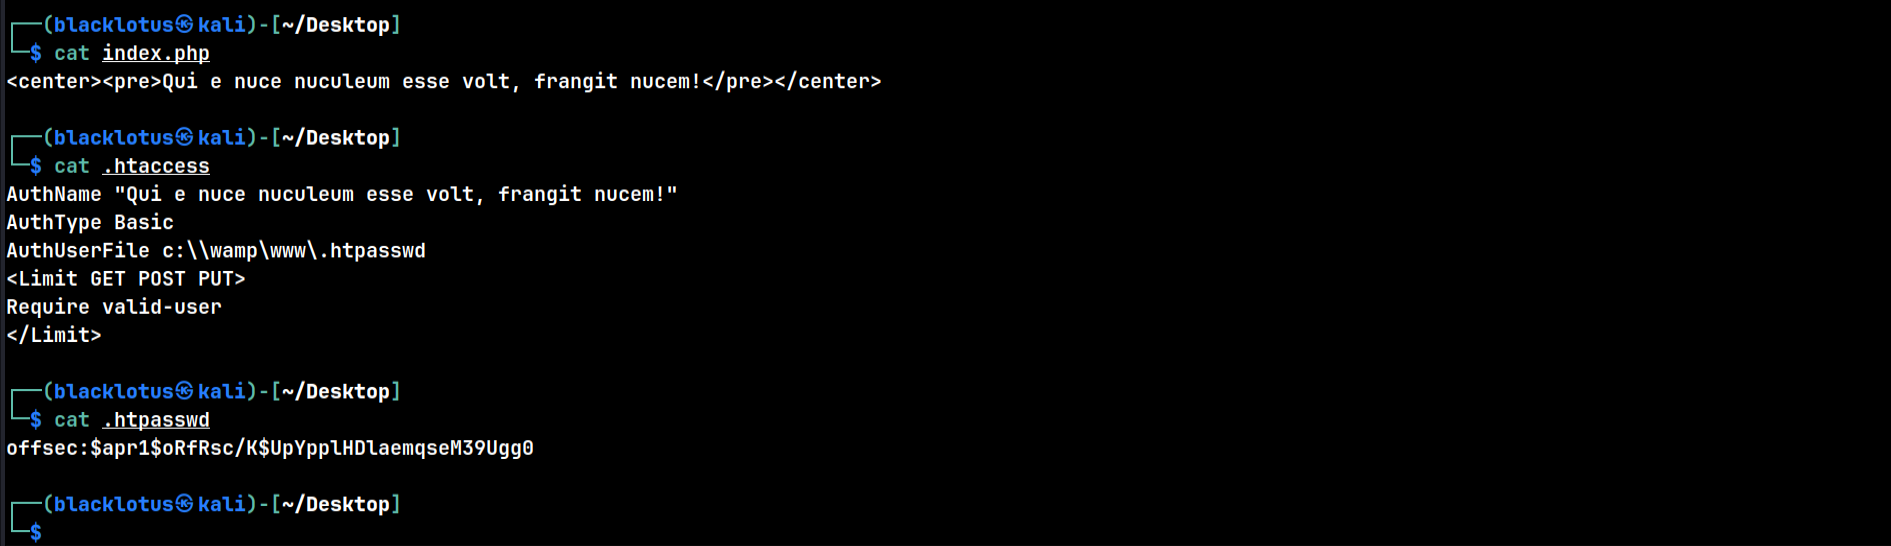 ┌──(blacklotus㉿kali)-[~/Desktop]
└─$ cat index.php
<center><pre>Qui e nuce nuculeum esse volt, frangit nucem!</pre></center>
┌──(blacklotus㉿kali)-[~/Desktop]
└─$ cat .htaccess
AuthName "Qui e nuce nuculeum esse volt, frangit nucem!"
AuthType Basic
AuthUserFile c:\\wamp\www\.htpasswd
<Limit GET POST PUT>
Require valid-user
</Limit>
┌──(blacklotus㉿kali)-[~/Desktop]
└─$ cat .htpasswd
offsec:$apr1$oRfRsc/K$UpYpplHDlaemqseM39Ugg0
┌──(blacklotus㉿kali)-[~/Desktop]
└─$